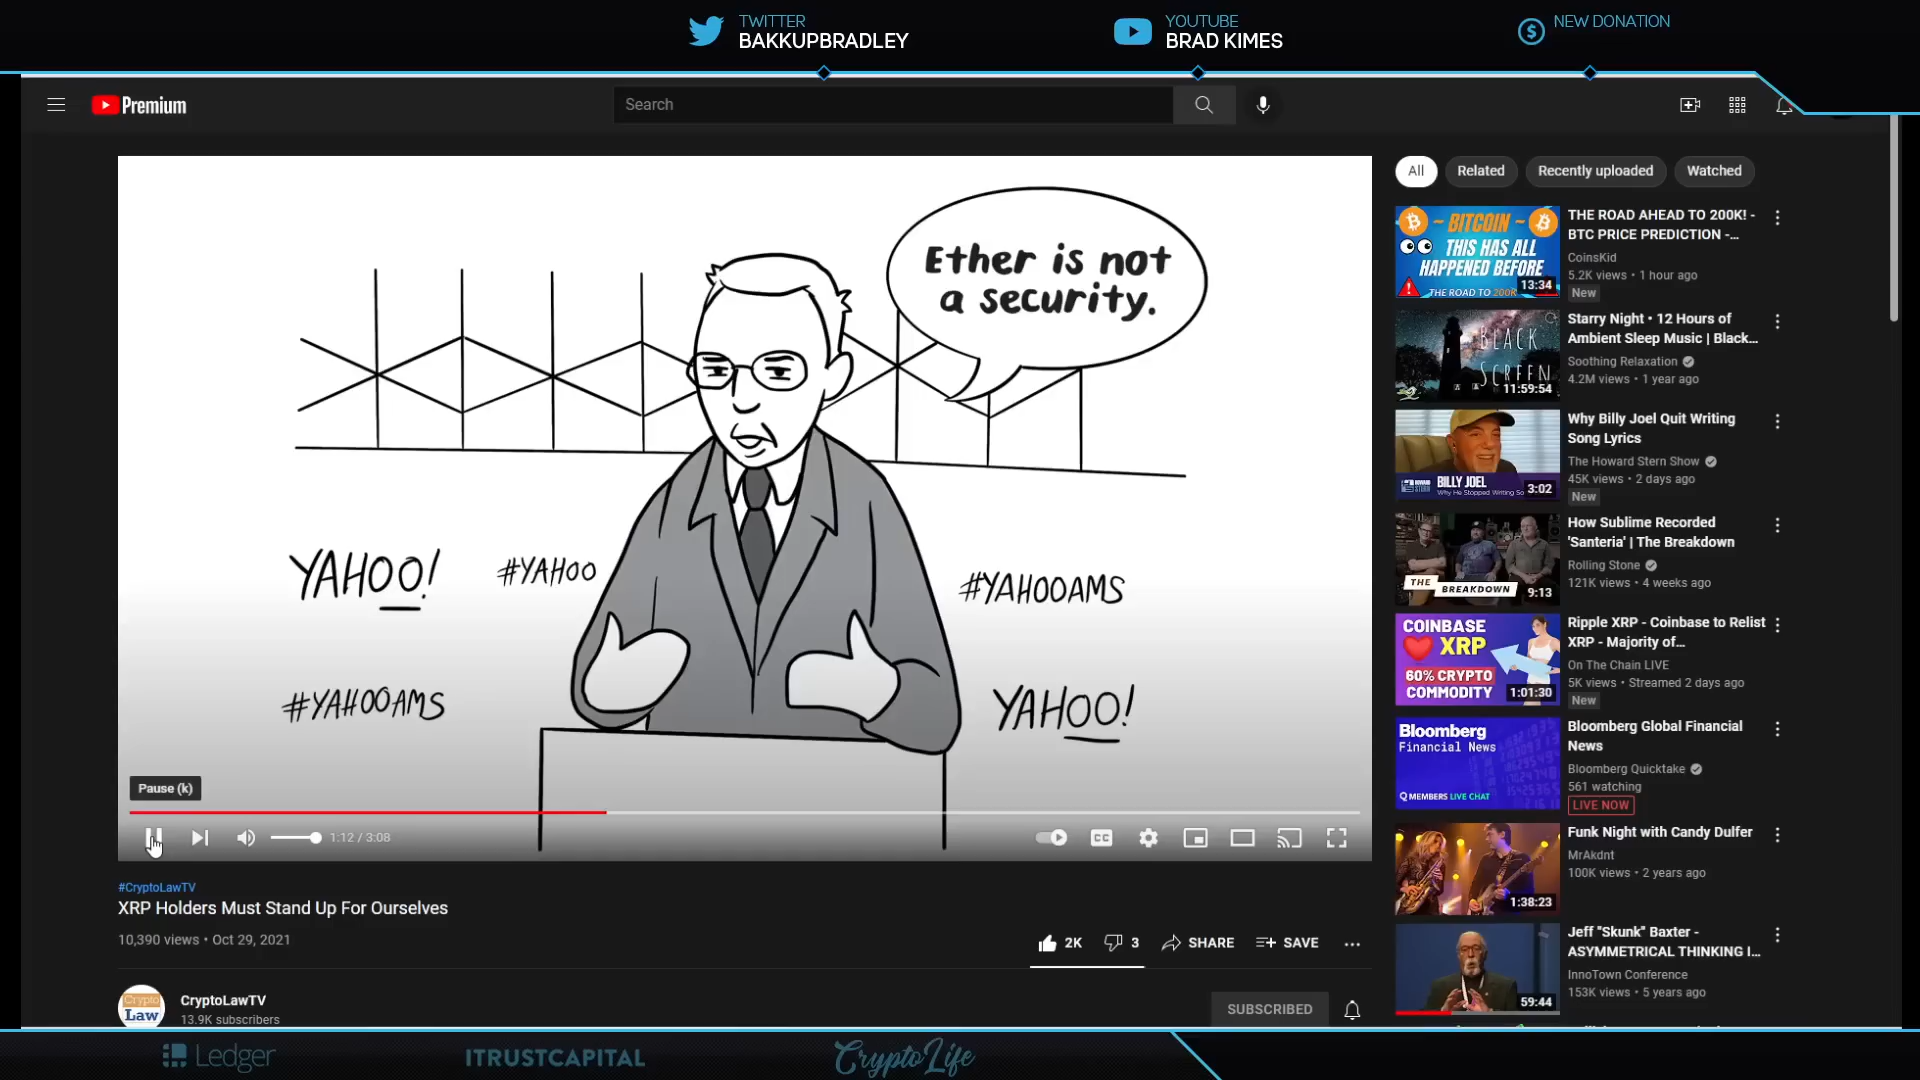 TWITTER
BAKKUPBRADLEY
YOUTUBE
BRAD KIMES
NEW DONATION
Premium
Search
Ether is not
a security.
YAHOO!
#YAHOO
#YAHOOAMS
#YAHOOAMS
YAHOO!
Pause (k)
1:12 / 3:08
CC
#CryptoLawTV
XRP Holders Must Stand Up For Ourselves
10,390 views • Oct 29, 2021
2K
3
SHARE
SAVE
Crypto
Law
CryptoLawTV
13.9K subscribers
SUBSCRIBED
All
Related
Recently uploaded
Watched
~ BITCOIN ~
THIS HAS ALL
HAPPENED BEFORE
THE ROAD TO 200K
13:34
THE ROAD AHEAD TO 200K! -
BTC PRICE PREDICTION -...
CoinsKid
5.2K views • 1 hour ago
New
BLACK
SCREEN
11:59:54
Starry Night • 12 Hours of
Ambient Sleep Music | Black...
Soothing Relaxation
4.2M views • 1 year ago
BILLY JOEL
Why He Stopped Writing So
3:02
Why Billy Joel Quit Writing
Song Lyrics
The Howard Stern Show
45K views • 2 days ago
New
THE
BREAKDOWN
9:13
How Sublime Recorded
'Santeria' | The Breakdown
Rolling Stone
121K views • 4 weeks ago
COINBASE
XRP
60% CRYPTO
COMMODITY
1:01:30
Ripple XRP - Coinbase to Relist
XRP - Majority of...
On The Chain LIVE
5K views • Streamed 2 days ago
New
Bloomberg
Financial News
MEMBERS LIVE CHAT
Bloomberg Global Financial
News
Bloomberg Quicktake
561 watching
LIVE NOW
1:38:23
Funk Night with Candy Dulfer
MrAkdnt
100K views • 2 years ago
59:44
Jeff "Skunk" Baxter -
ASYMMETRICAL THINKING I...
InnoTown Conference
153K views • 5 years ago
Ledger
ITRUSTCAPITAL
CryptoLife